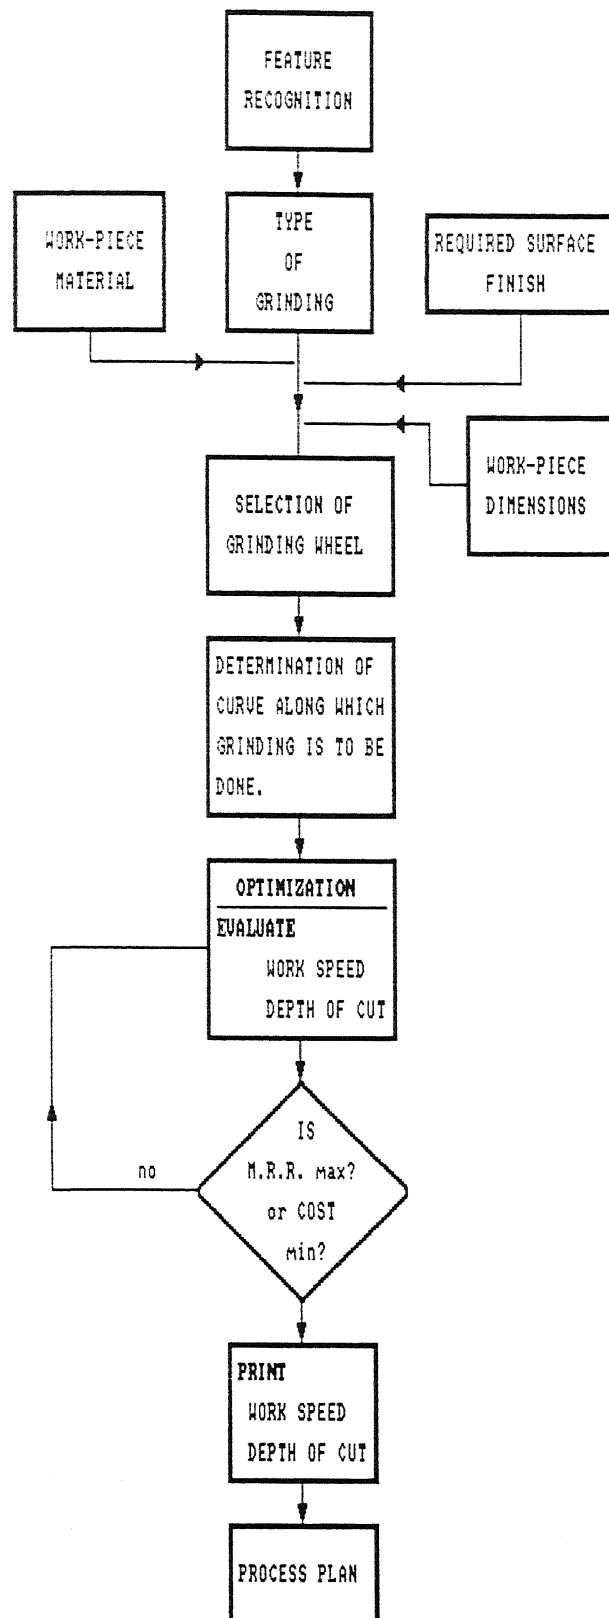 FEATURE
RECOGNITION
TYPE
OF
GRINDING
WORK-PIECE
MATERIAL
REQUIRED SURFACE
FINISH
WORK-PIECE
DIMENSIONS
SELECTION OF
GRINDING WHEEL
DETERMINATION OF
CURVE ALONG WHICH
GRINDING IS TO BE
DONE.
OPTIMIZATION
EVALUATE
WORK SPEED
DEPTH OF CUT
IS
M.R.R. max?
or COST
min?
no
PRINT
WORK SPEED
DEPTH OF CUT
PROCESS PLAN